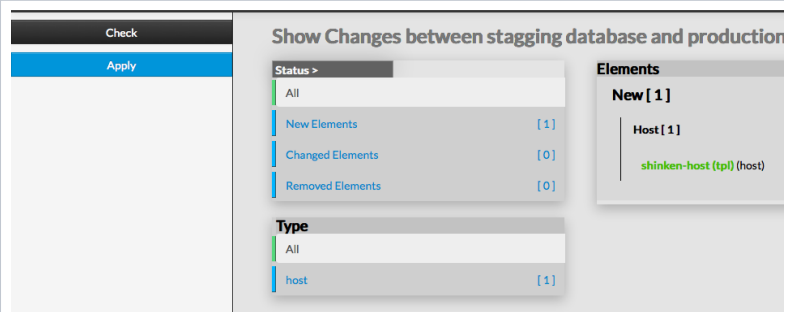 Check
Apply
Show Changes between stagging database and production
Status >
All
New Elements [ 1 ]
Changed Elements [ 0 ]
Removed Elements [ 0 ]
Type
All
host [ 1 ]
Elements
New [ 1 ]
Host [ 1 ]
shinken-host (tpl) (host)